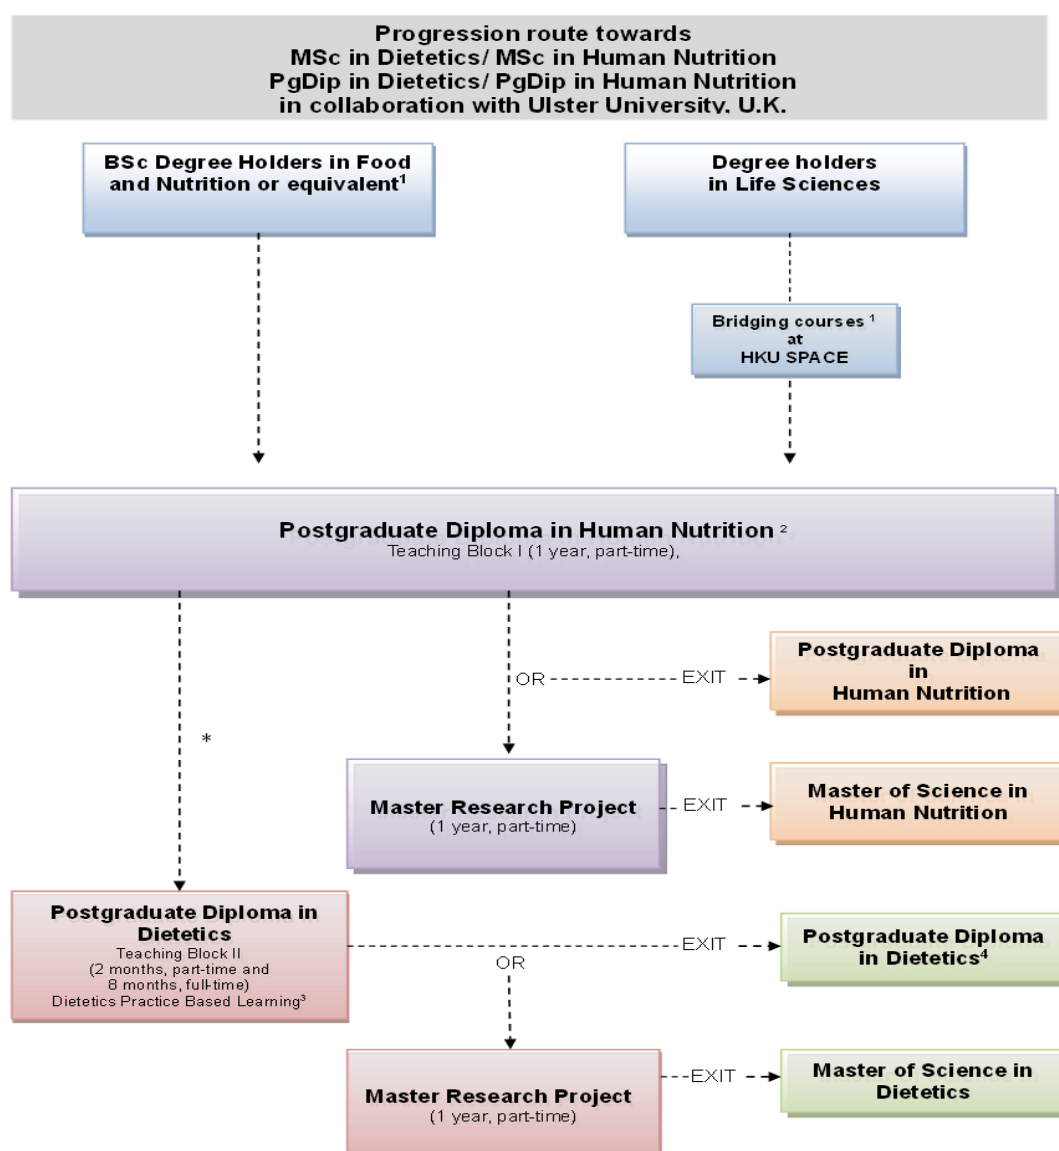 Progression route towards
MSc in Dietetics/ MSc in Human Nutrition
PgDip in Dietetics/ PgDip in Human Nutrition
in collaboration with Ulster University, U.K.
BSc Degree Holders in Food
and Nutrition or equivalent¹
Degree holders
in Life Sciences
Bridging courses ¹
at
HKU SPACE
Postgraduate Diploma in Human Nutrition ²
Teaching Block I (1 year, part-time),
Postgraduate Diploma
in
Human Nutrition
OR
EXIT
*
Master Research Project
(1 year, part-time)
EXIT
Master of Science in
Human Nutrition
Postgraduate Diploma in
Dietetics
Teaching Block II
(2 months, part-time and
8 months, full-time)
Dietetics Practice Based Learning³
EXIT
OR
Postgraduate Diploma
in Dietetics⁴
Master Research Project
(1 year, part-time)
EXIT
Master of Science in
Dietetics